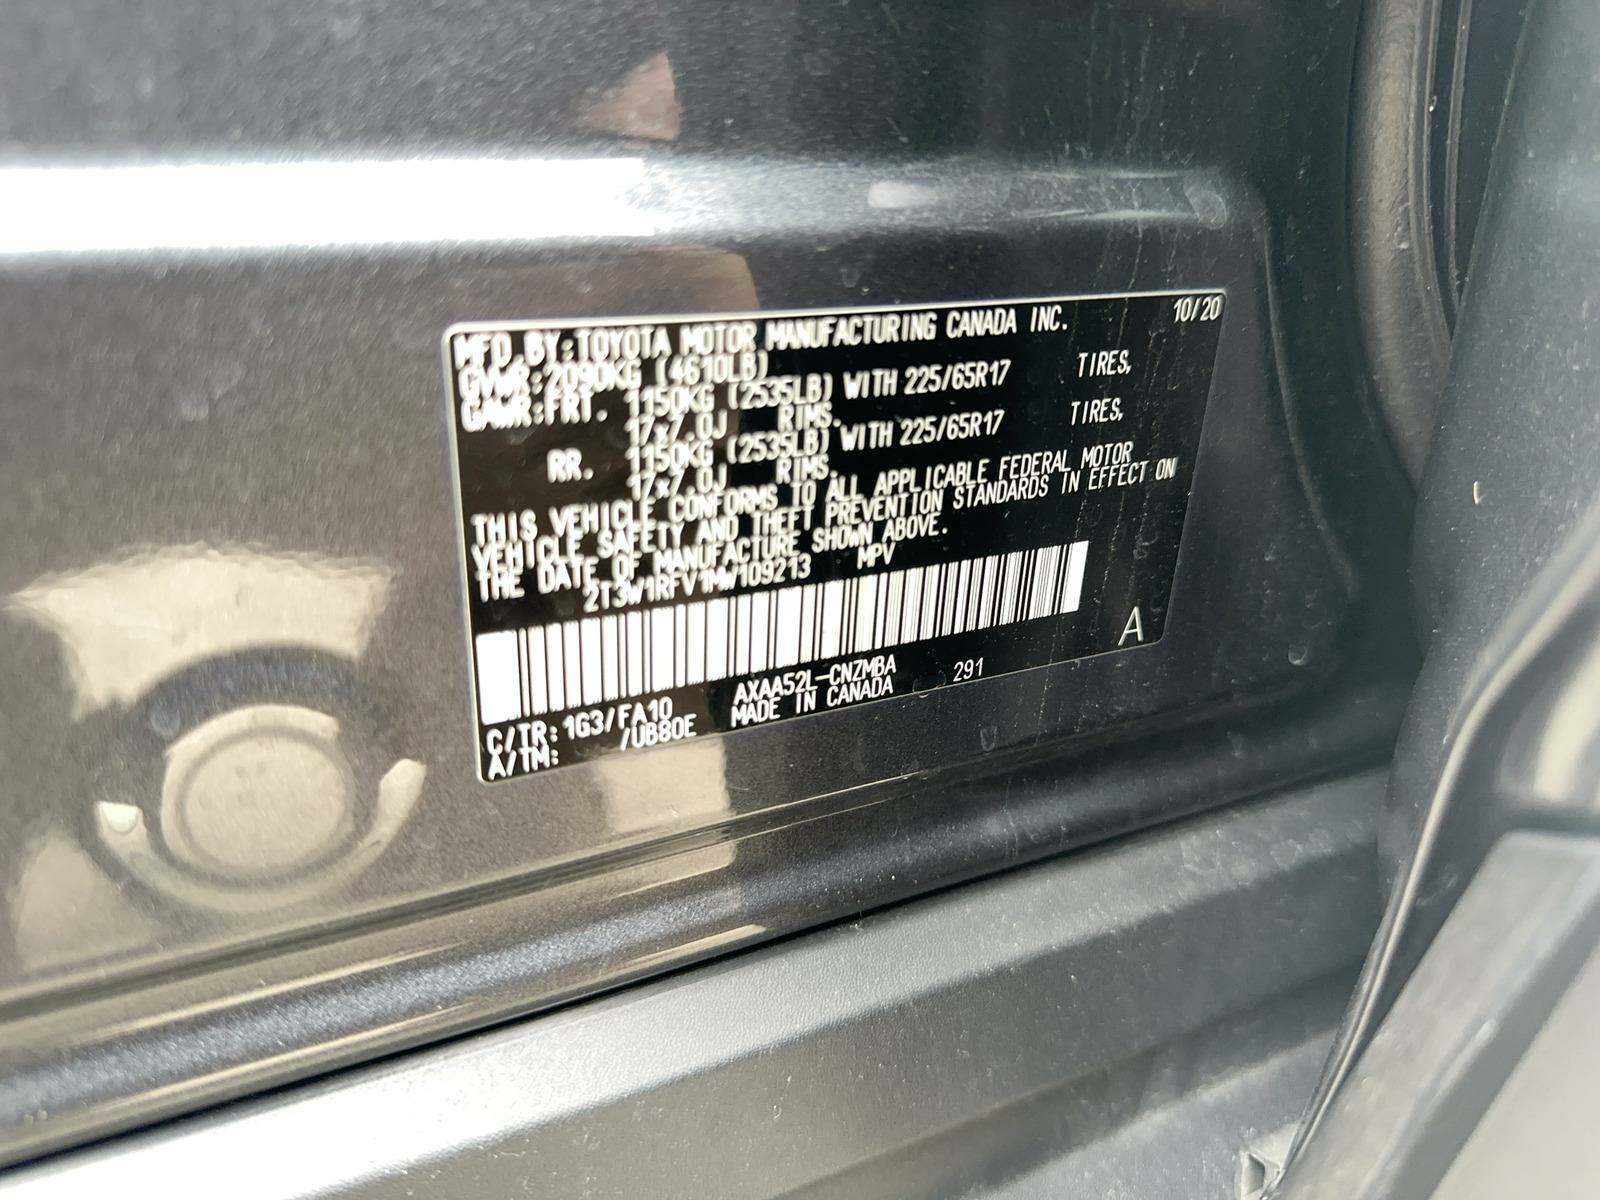 MFD. BY: TOYOTA MOTOR MANUFACTURING CANADA INC. 10/20
GVWR: 2090KG (4610LB)
GAWR: FRT. 1150KG (2535LB) WITH 225/65R17 TIRES,
17x7.0J RIMS.
RR. 1150KG (2535LB) WITH 225/65R17 TIRES,
17x7.0J RIMS.
THIS VEHICLE CONFORMS TO ALL APPLICABLE FEDERAL MOTOR
VEHICLE SAFETY AND THEFT PREVENTION STANDARDS IN EFFECT ON
THE DATE OF MANUFACTURE SHOWN ABOVE.
2T3W1RFV1MW109213 MPV
A
C/TR: 1G3/FA10 AXAA52L-CNZMBA 291
A/TM: /UB80E MADE IN CANADA